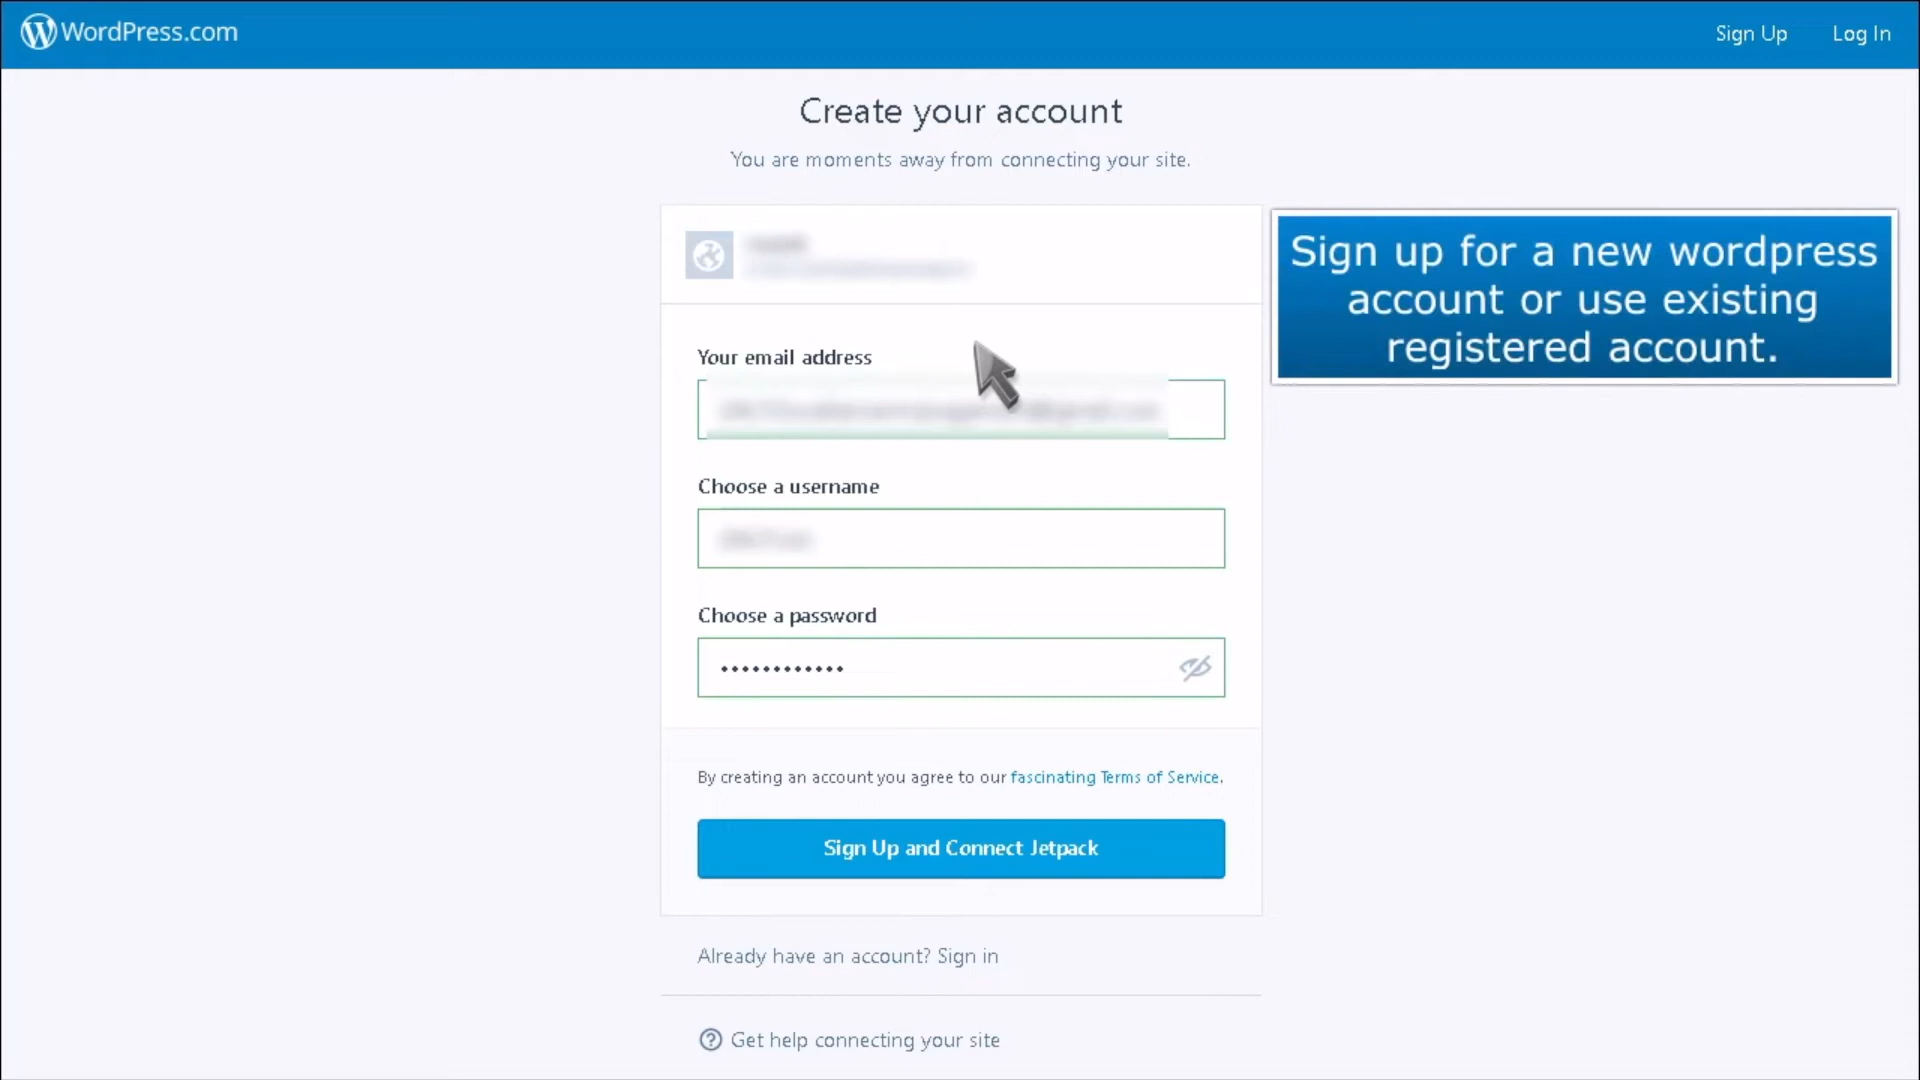 WordPress.com
Sign Up
Log In
Create your account
You are moments away from connecting your site.
Sign up for a new wordpress
account or use existing
registered account.
Your email address
Choose a username
Choose a password
••••••••••••
By creating an account you agree to our fascinating Terms of Service.
Sign Up and Connect Jetpack
Already have an account? Sign in
Get help connecting your site